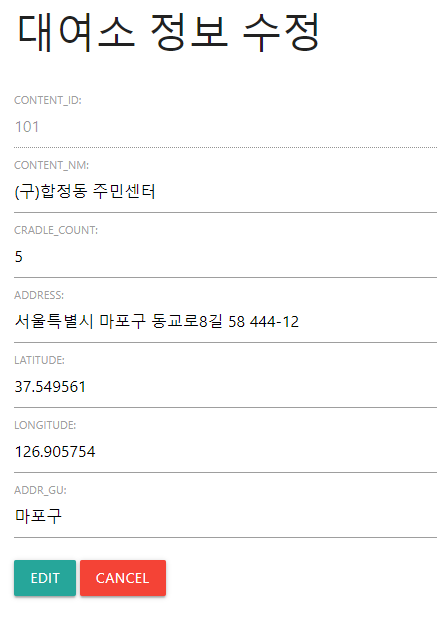 대여소 정보 수정
CONTENT_ID:
101
CONTENT_NM:
(구)합정동 주민센터
CRADLE_COUNT:
5
ADDRESS:
서울특별시 마포구 동교로8길 58 444-12
LATITUDE:
37.549561
LONGITUDE:
126.905754
ADDR_GU:
마포구
EDIT CANCEL